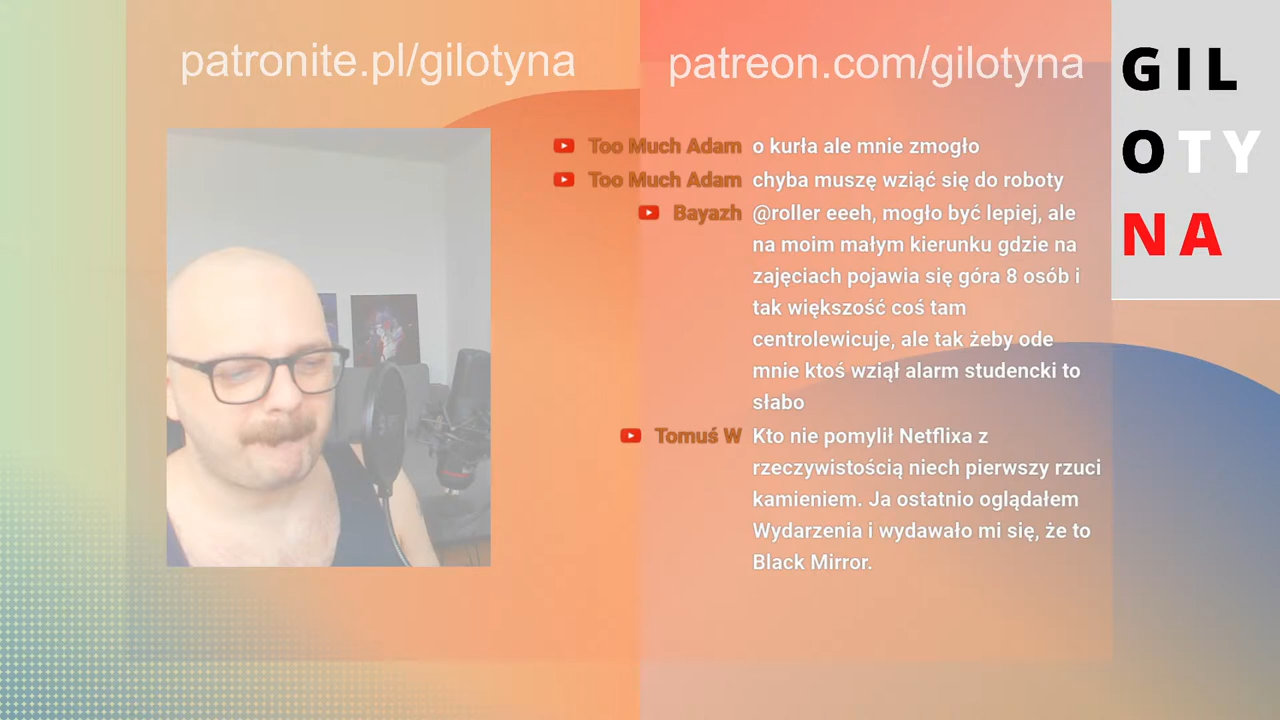 patronite.pl/gilotyna
patreon.com/gilotyna
GIL
OTY
NA
Too Much Adam o kurła ale mnie zmogło
Too Much Adam chyba muszę wziąć się do roboty
Bayazh @roller eeeh, mogło być lepiej, ale
na moim małym kierunku gdzie na
zajęciach pojawia się góra 8 osób i
tak większość coś tam
centrolewicuje, ale tak żeby ode
mnie ktoś wziął alarm studencki to
słabo
Tomuś W Kto nie pomylił Netflixa z
rzeczywistością niech pierwszy rzuci
kamieniem. Ja ostatnio oglądałem
Wydarzenia i wydawało mi się, że to
Black Mirror.